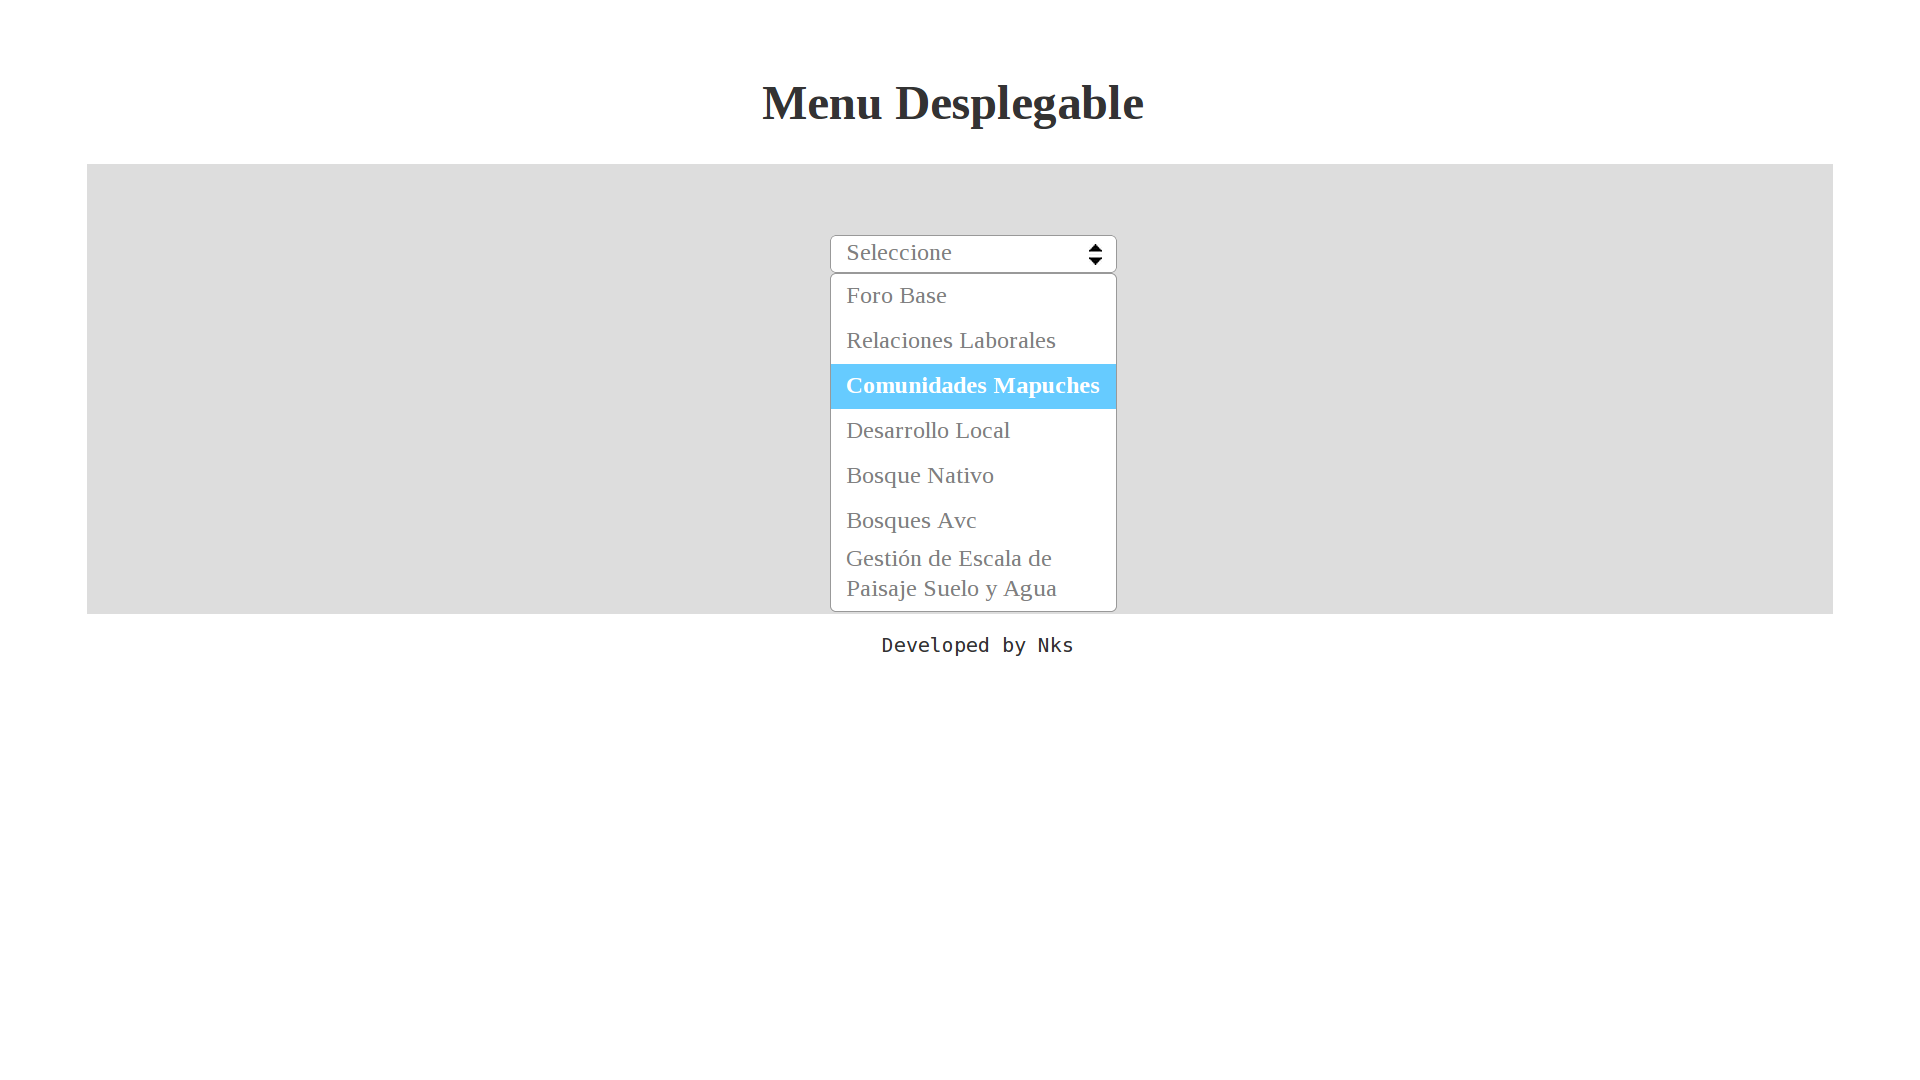 Menu Desplegable
Seleccione
Foro Base
Relaciones Laborales
Comunidades Mapuches
Desarrollo Local
Bosque Nativo
Bosques Avc
Gestión de Escala de
Paisaje Suelo y Agua
Developed by Nks